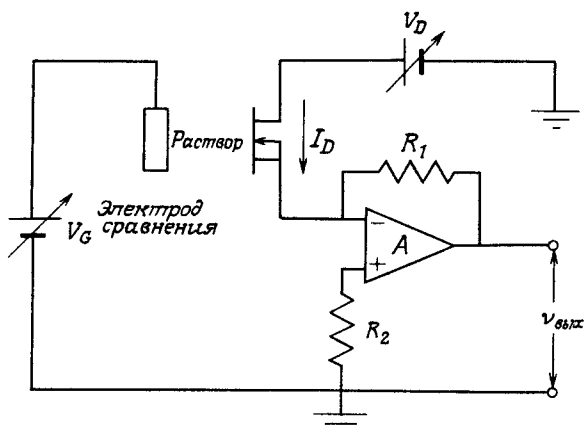 V_D
Раствор
I_D
R_1
Электрод
сравнения
V_G
−
A
+
R_2
v_вых